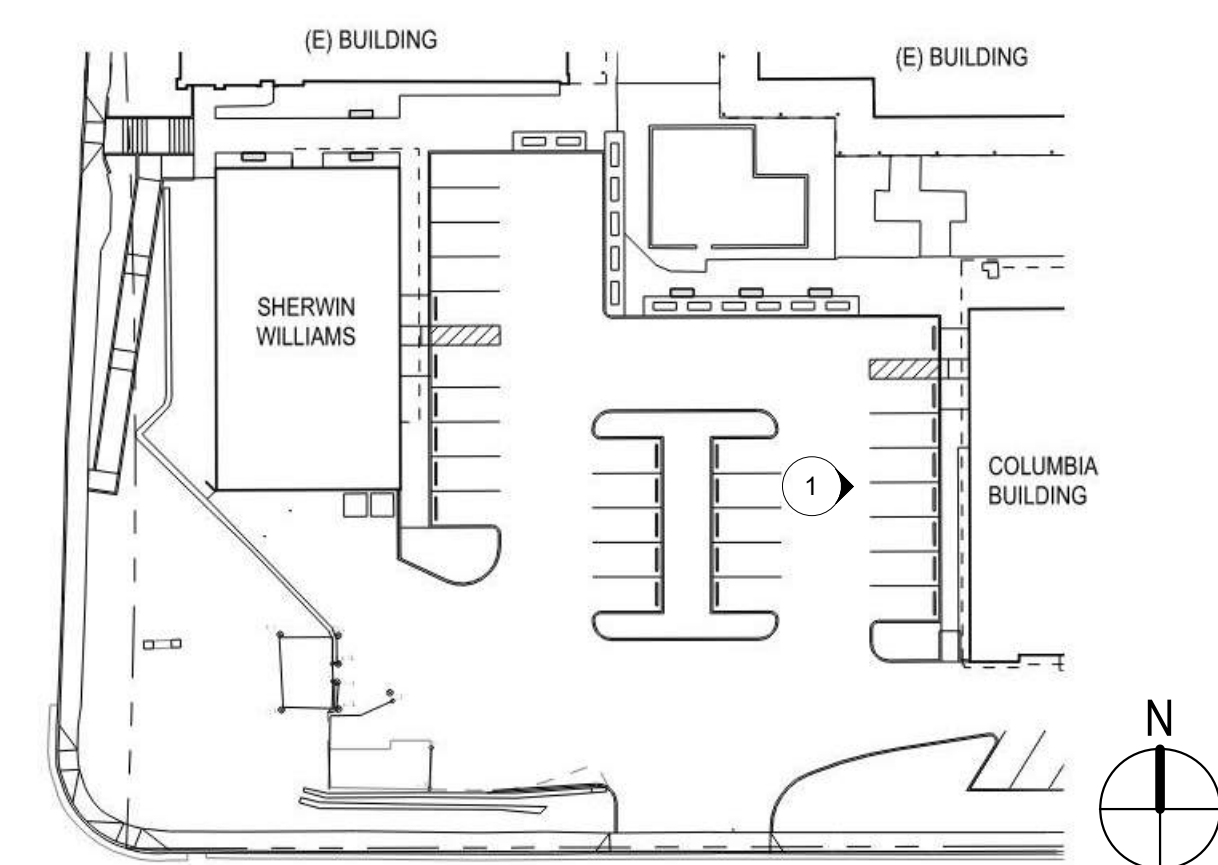 (E) BUILDING
(E) BUILDING
SHERWIN
WILLIAMS
1
COLUMBIA
BUILDING
N